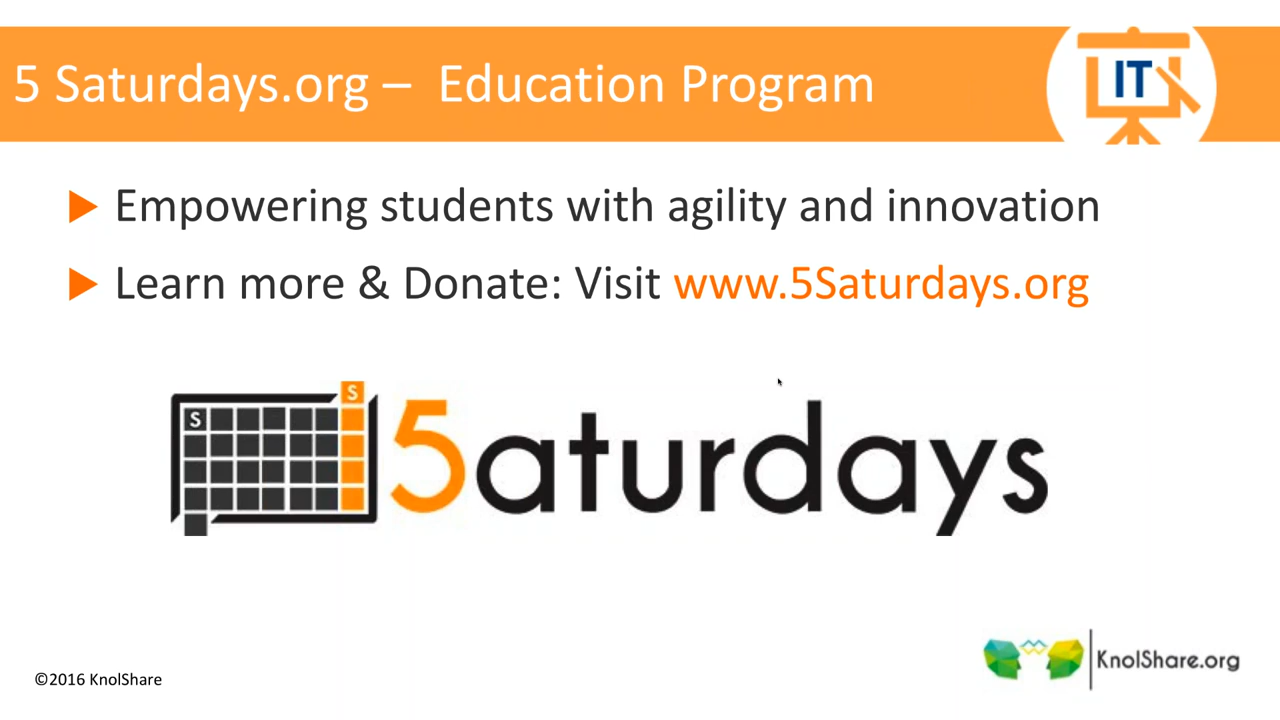 5 Saturdays.org – Education Program
IT
Empowering students with agility and innovation
Learn more & Donate: Visit www.5Saturdays.org
S
S
5aturdays
KnolShare.org
©2016 KnolShare